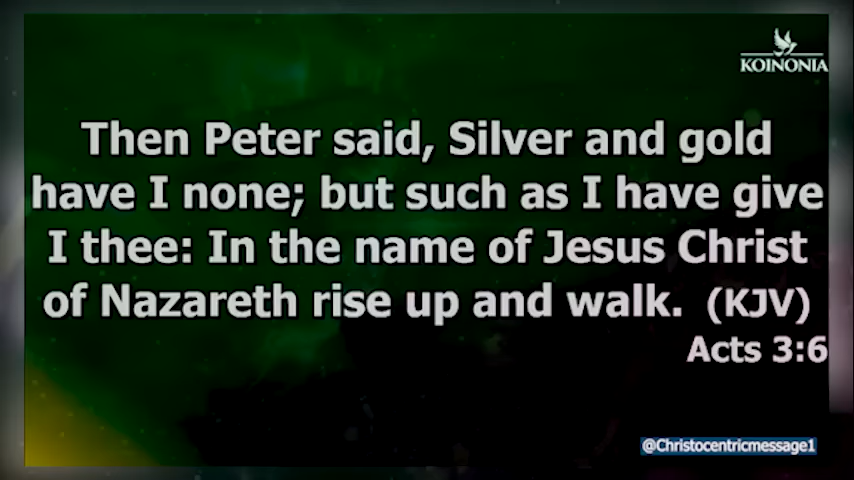 KOINONIA
Then Peter said, Silver and gold
have I none; but such as I have give
I thee: In the name of Jesus Christ
of Nazareth rise up and walk. (KJV)
Acts 3:6
@Christocentricmessage1